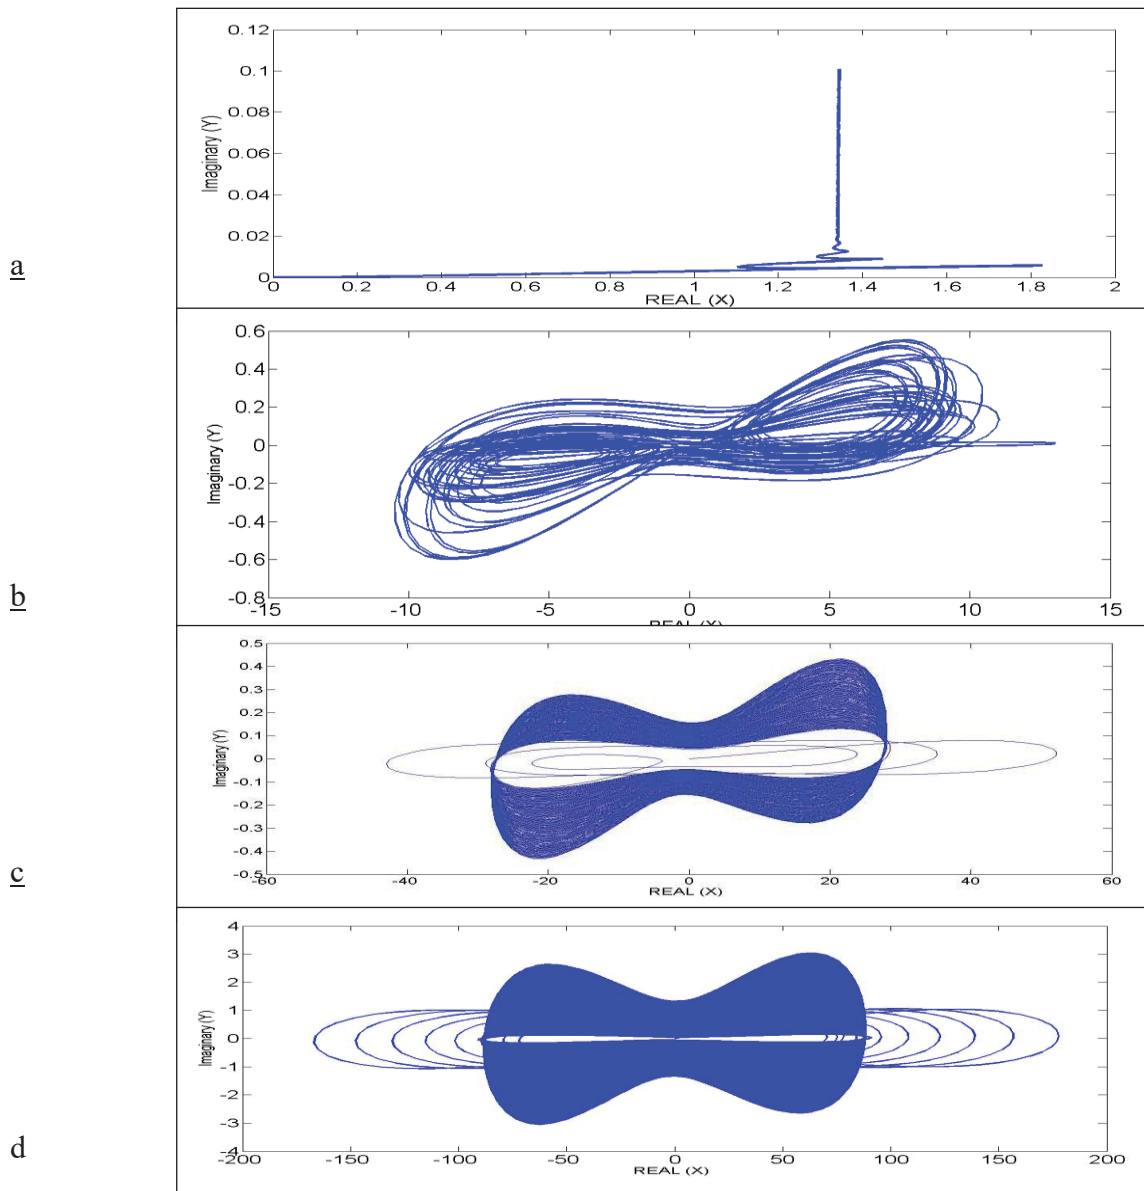 0.12
0.1
0.08
0.06
0.04
0.02
0
Imaginary (Y)
0 0.2 0.4 0.6 0.8 1 1.2 1.4 1.6 1.8 2
REAL (X)
a
0.6
0.4
0.2
0
-0.2
-0.4
-0.6
-0.8
Imaginary (Y)
-15 -10 -5 0 5 10 15
REAL (X)
b
0.5
0.4
0.3
0.2
0.1
0
-0.1
-0.2
-0.3
-0.4
-0.5
Imaginary (Y)
-60 -40 -20 0 20 40 60
REAL (X)
c
4
3
2
1
0
-1
-2
-3
-4
Imaginary (Y)
-200 -150 -100 -50 0 50 100 150 200
REAL (X)
d